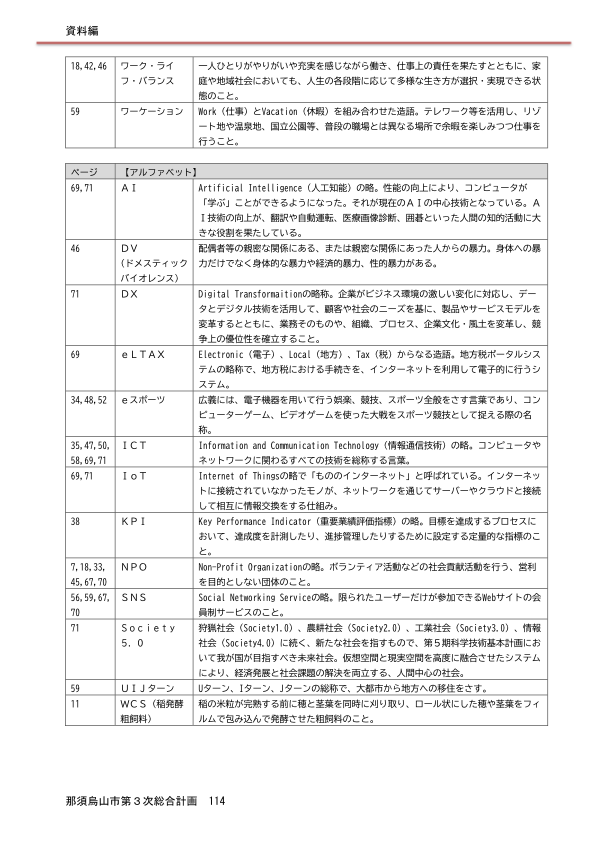 資料編
18,42,46 ワーク・ライ 一人ひとりがやりがいや充実を感じながら働き、仕事上の責任を果たすとともに、家
フ・バランス 庭や地域社会においても、人生の各段階に応じて多様な生き方が選択・実現できる状
態のこと。
59 ワーケーション Work（仕事）とVacation（休暇）を組み合わせた造語。テレワーク等を活用し、リゾ
ート地や温泉地、国立公園等、普段の職場とは異なる場所で余暇を楽しみつつ仕事を
行うこと。
ページ 【アルファベット】
69,71 ＡＩ Artificial Intelligence（人工知能）の略。性能の向上により、コンピュータが
「学ぶ」ことができるようになった。それが現在のＡＩの中心技術となっている。Ａ
Ｉ技術の向上が、翻訳や自動運転、医療画像診断、囲碁といった人間の知的活動に大
きな役割を果たしている。
46 ＤＶ 配偶者等の親密な関係にある、または親密な関係にあった人からの暴力。身体への暴
（ドメスティック 力だけでなく身体的な暴力や経済的暴力、性的暴力がある。
バイオレンス）
71 ＤＸ Digital Transformaitionの略称。企業がビジネス環境の激しい変化に対応し、デー
タとデジタル技術を活用して、顧客や社会のニーズを基に、製品やサービスモデルを
変革するとともに、業務そのものや、組織、プロセス、企業文化・風土を変革し、競
争上の優位性を確立すること。
69 ｅＬＴＡＸ Electronic（電子）、Local（地方）、Tax（税）からなる造語。地方税ポータルシス
テムの略称で、地方税における手続きを、インターネットを利用して電子的に行うシ
ステム。
34,48,52 ｅスポーツ 広義には、電子機器を用いて行う娯楽、競技、スポーツ全般をさす言葉であり、コン
ピューターゲーム、ビデオゲームを使った大戦をスポーツ競技として捉える際の名
称。
35,47,50, ＩＣＴ Information and Communication Technology（情報通信技術）の略。コンピュータや
58,69,71 ネットワークに関わるすべての技術を総称する言葉。
69,71 ＩｏＴ Internet of Thingsの略で「もののインターネット」と呼ばれている。インターネッ
トに接続されていなかったモノが、ネットワークを通じてサーバーやクラウドと接続
して相互に情報交換をする仕組み。
38 ＫＰＩ Key Performance Indicator（重要業績評価指標）の略。目標を達成するプロセスに
おいて、達成度を計測したり、進捗管理したりするために設定する定量的な指標のこ
と。
7,18,33, ＮＰＯ Non-Profit Organizationの略。ボランティア活動などの社会貢献活動を行う、営利
45,67,70 を目的としない団体のこと。
56,59,67, ＳＮＳ Social Networking Serviceの略。限られたユーザーだけが参加できるWebサイトの会
70 員制サービスのこと。
71 Ｓｏｃｉｅｔｙ 狩猟社会（Society1.0）、農耕社会（Society2.0）、工業社会（Society3.0）、情報
５．０ 社会（Society4.0）に続く、新たな社会を指すもので、第５期科学技術基本計画にお
いて我が国が目指すべき未来社会。仮想空間と現実空間を高度に融合させたシステム
により、経済発展と社会課題の解決を両立する、人間中心の社会。
59 ＵＩＪターン Uターン、Iターン、Jターンの総称で、大都市から地方への移住をさす。
11 ＷＣＳ（稲発酵 稲の米粒が完熟する前に穂と茎葉を同時に刈り取り、ロール状にした穂や茎葉をフィ
粗飼料） ルムで包み込んで発酵させた粗飼料のこと。
那須烏山市第３次総合計画 114